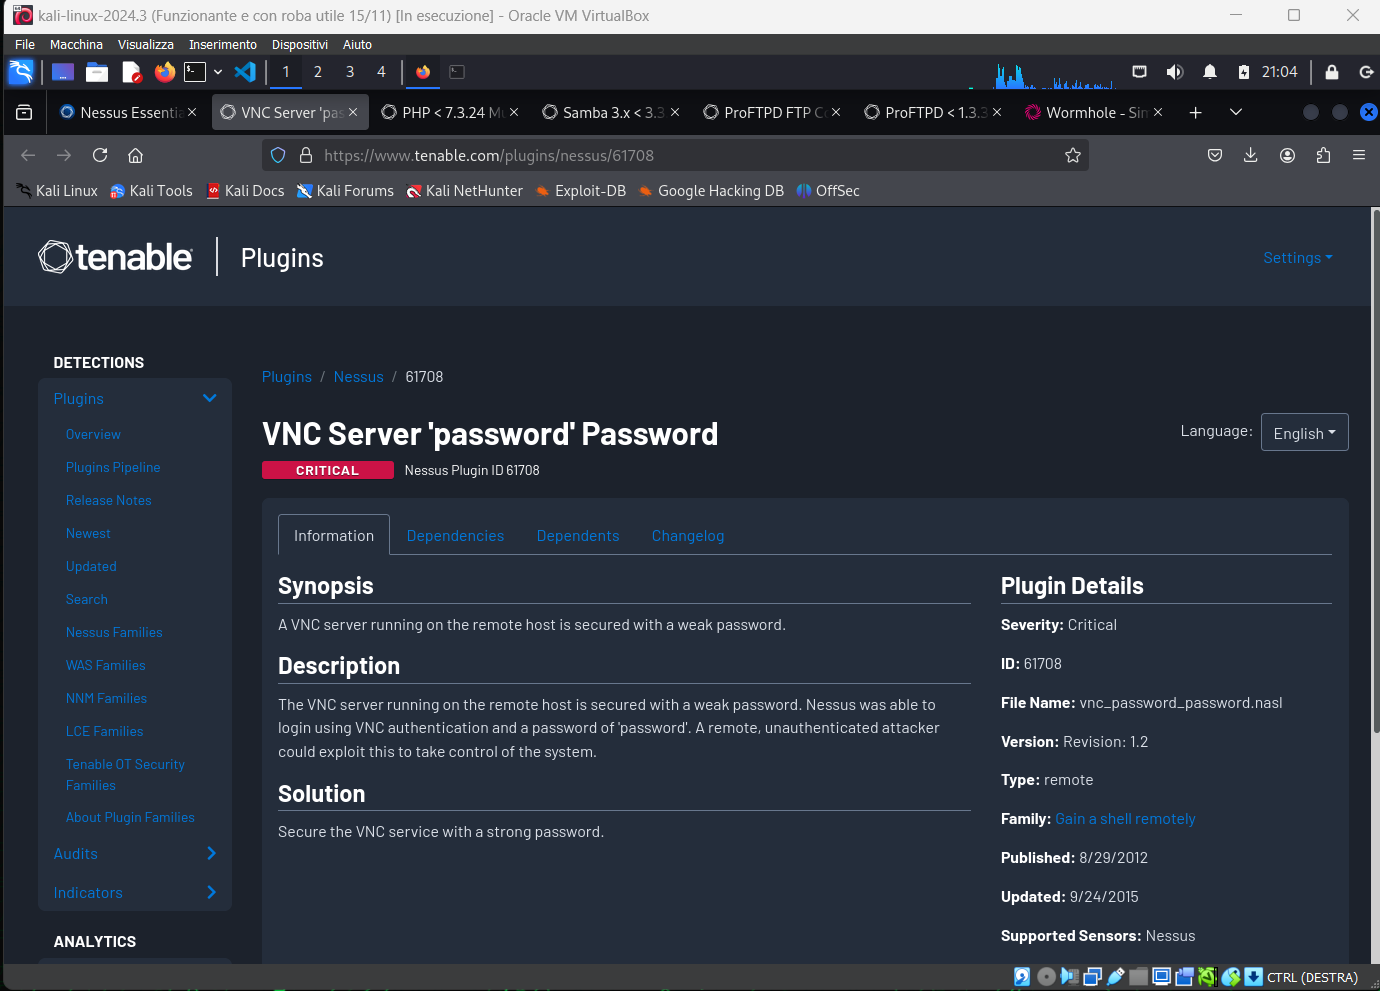 kali-linux-2024.3 (Funzionante e con roba utile 15/11) [In esecuzione] - Oracle VM VirtualBox
File Macchina Visualizza Inserimento Dispositivi Aiuto
1 2 3 4 21:04
Nessus Essentia VNC Server 'pas PHP < 7.3.24 Mu Samba 3.x < 3.3 ProFTPD FTP Co ProFTPD < 1.3.3 Wormhole - Sim
https://www.tenable.com/plugins/nessus/61708
Kali Linux Kali Tools Kali Docs Kali Forums Kali NetHunter Exploit-DB Google Hacking DB OffSec
tenable Plugins
Settings
DETECTIONS
Plugins
Overview
Plugins Pipeline
Release Notes
Newest
Updated
Search
Nessus Families
WAS Families
NNM Families
LCE Families
Tenable OT Security
Families
About Plugin Families
Audits
Indicators
ANALYTICS
Plugins / Nessus / 61708
VNC Server 'password' Password
Language: English
CRITICAL Nessus Plugin ID 61708
Information Dependencies Dependents Changelog
Synopsis
A VNC server running on the remote host is secured with a weak password.
Description
The VNC server running on the remote host is secured with a weak password. Nessus was able to
login using VNC authentication and a password of 'password'. A remote, unauthenticated attacker
could exploit this to take control of the system.
Solution
Secure the VNC service with a strong password.
Plugin Details
Severity: Critical
ID: 61708
File Name: vnc_password_password.nasl
Version: Revision: 1.2
Type: remote
Family: Gain a shell remotely
Published: 8/29/2012
Updated: 9/24/2015
Supported Sensors: Nessus
CTRL (DESTRA)